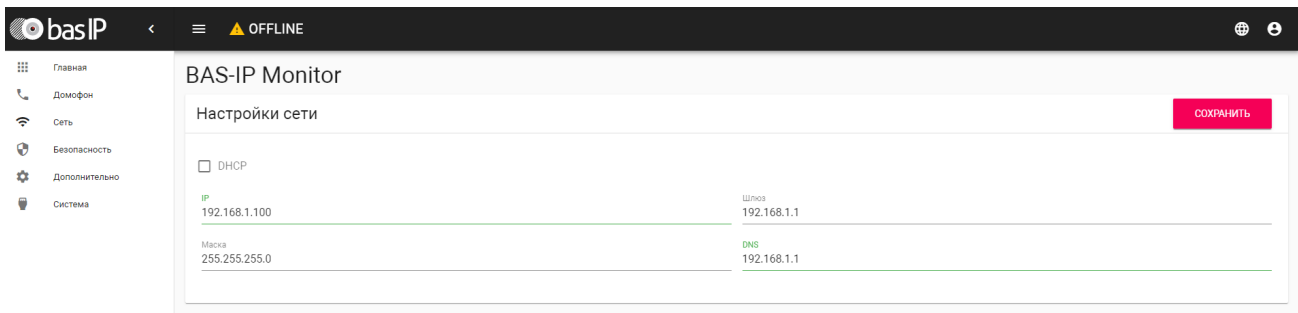 bas IP
OFFLINE
Главная
Домофон
Сеть
Безопасность
Дополнительно
Система
BAS-IP Monitor
Настройки сети
СОХРАНИТЬ
DHCP
IP
192.168.1.100
Шлюз
192.168.1.1
Маска
255.255.255.0
DNS
192.168.1.1